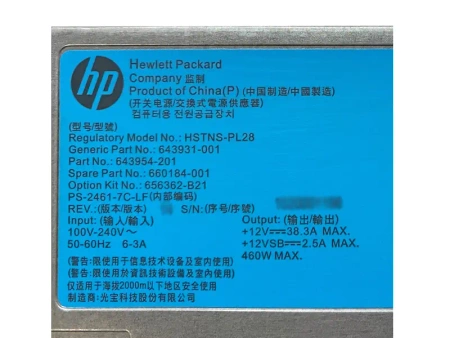 hp
Hewlett Packard
Company 监制
Product of China(P) (中国制造/中國製造)
(开关电源/交換式電源供應器)
컴퓨터용 전원공급장치
(型号/型號)
Regulatory Model No.: HSTNS-PL28
Generic Part No.: 643931-001
Part No.: 643954-201
Spare Part No.: 660184-001
Option Kit No.: 656362-B21
PS-2461-7C-LF(内部编码)
REV.: (版本/版本) S/N: (序号/序號)
Input: (输入/輸入) Output: (输出/輸出)
100V-240V～ +12V⎓38.3A MAX.
50-60Hz 6-3A +12VSB⎓2.5A MAX.
460W MAX.
(警告: 限使用于信息技术设备及室内使用)
(警告: 限使用於資訊技術設備及室內使用)
仅适用于海拔2000m以下地区安全使用
制造商: 光宝科技股份有限公司